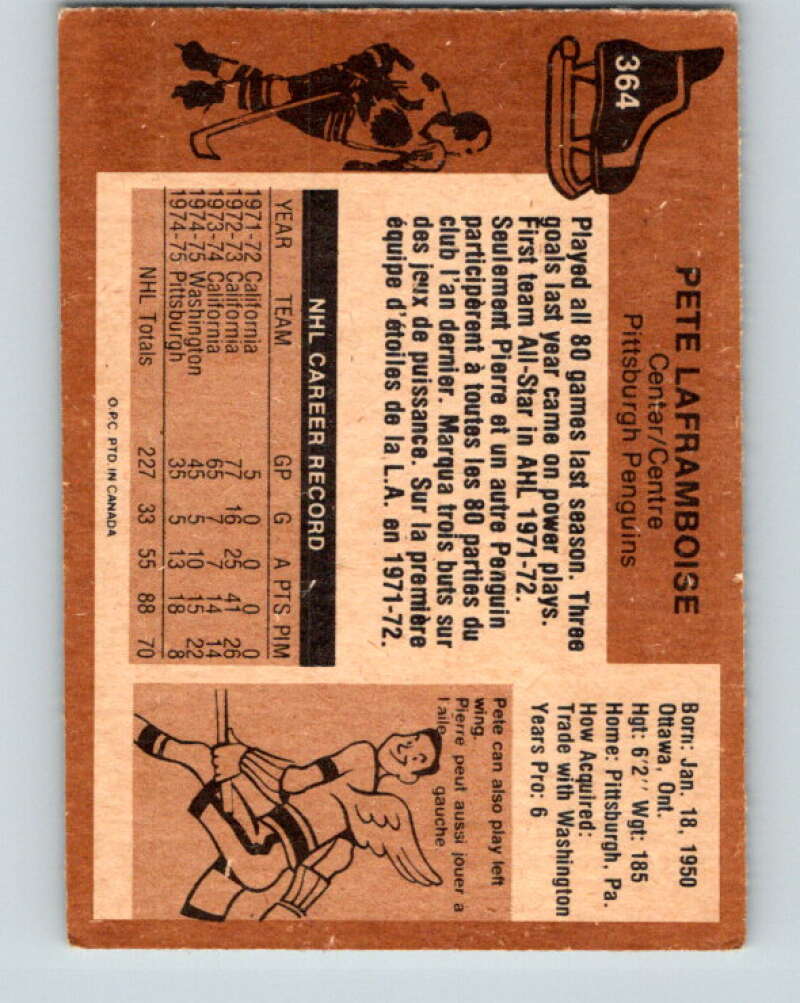 364
PETE LAFRAMBOISE
Center/Centre
Pittsburgh Penguins
Born: Jan. 18, 1950
Ottawa, Ont.
Hgt: 6'2'' Wgt: 185
Home: Pittsburgh, Pa.
How Acquired:
Trade with Washington
Years Pro: 6
Played all 80 games last season. Three
goals last year came on power plays.
First team All-Star in AHL 1971-72.
Seulement Pierre et un autre Penguin
participèrent à toutes les 80 parties du
club l'an dernier. Marqua trois buts sur
des jeux de puissance. Sur la première
équipe d'étoiles de la L.A. en 1971-72.
NHL CAREER RECORD
YEAR TEAM GP G A PTS PIM
1971-72 California 5 0 0 0 0
1972-73 California 77 16 25 41 26
1973-74 California 65 7 7 14 14
1974-75 Washington 45 5 10 15 22
1974-75 Pittsburgh 35 5 13 18 8
NHL Totals 227 33 55 88 70
O.P.C. PTD. IN CANADA
Pete can also play left
wing.
Pierre peut aussi jouer a
l aile gauche